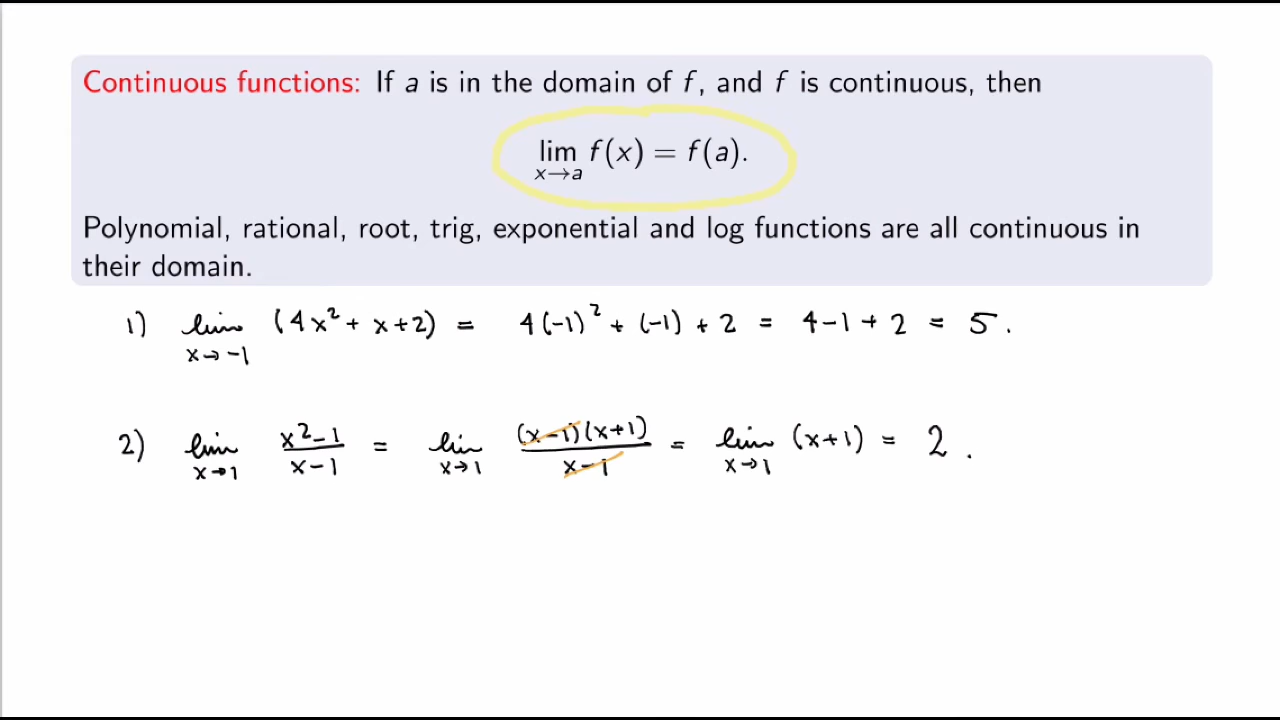 Continuous functions: If a is in the domain of f, and f is continuous, then
lim f(x) = f(a).
x→a
Polynomial, rational, root, trig, exponential and log functions are all continuous in
their domain.
1) lim (4x² + x+2) = 4(-1)² + (-1) + 2 = 4-1+2 = 5.
x→-1
2) lim x²-1 = lim (x-1)(x+1) = lim (x+1) = 2.
x→1 x-1 x→1 x-1 x→1